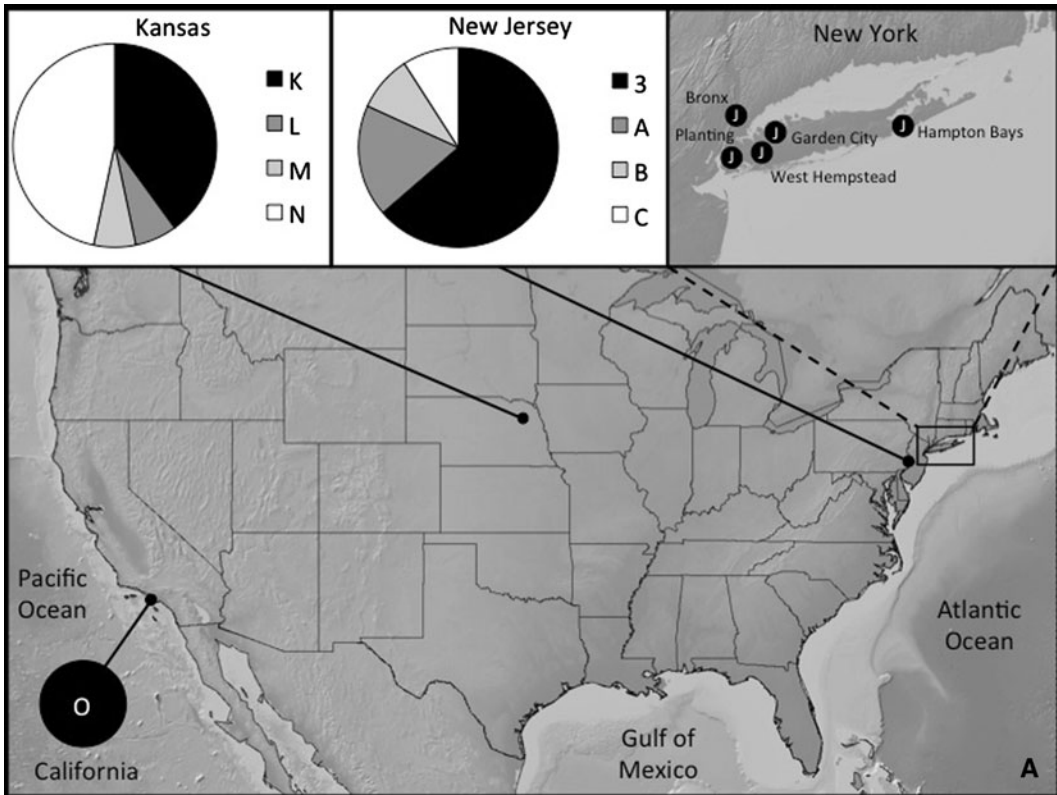 Kansas
K
L
M
N
New Jersey
3
A
B
C
New York
Bronx
J
Planting
J
J
Garden City
J
West Hempstead
J
Hampton Bays
Pacific
Ocean
O
California
Gulf of
Mexico
Atlantic
Ocean
A